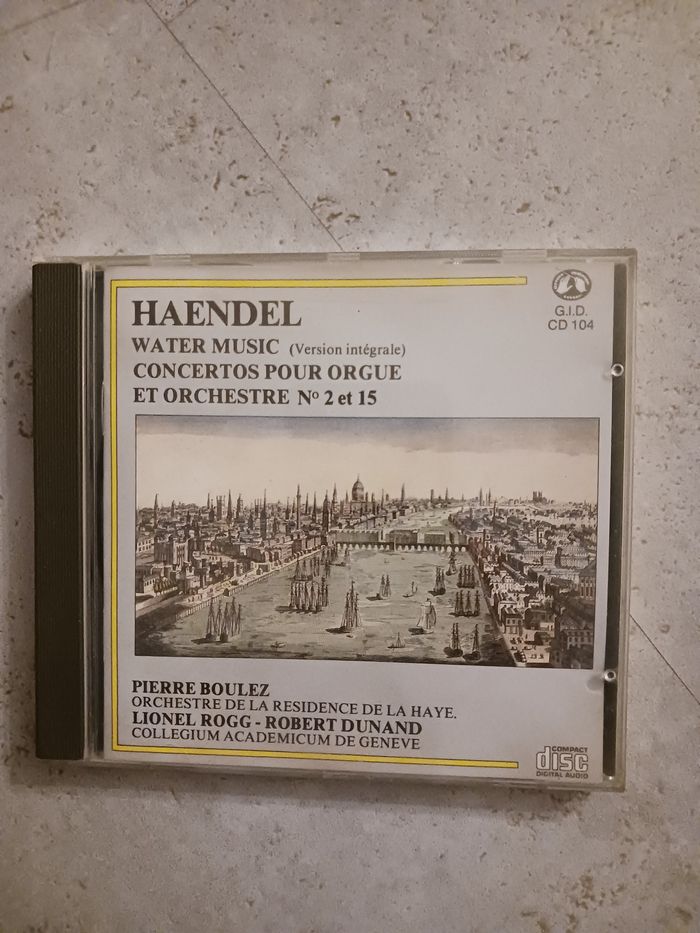 HAENDEL
WATER MUSIC (Version intégrale)
CONCERTOS POUR ORGUE
ET ORCHESTRE Nº 2 et 15
G.I.D.
CD 104
PIERRE BOULEZ
ORCHESTRE DE LA RESIDENCE DE LA HAYE.
LIONEL ROGG - ROBERT DUNAND
COLLEGIUM ACADEMICUM DE GENEVE
COMPACT
disc
DIGITAL AUDIO